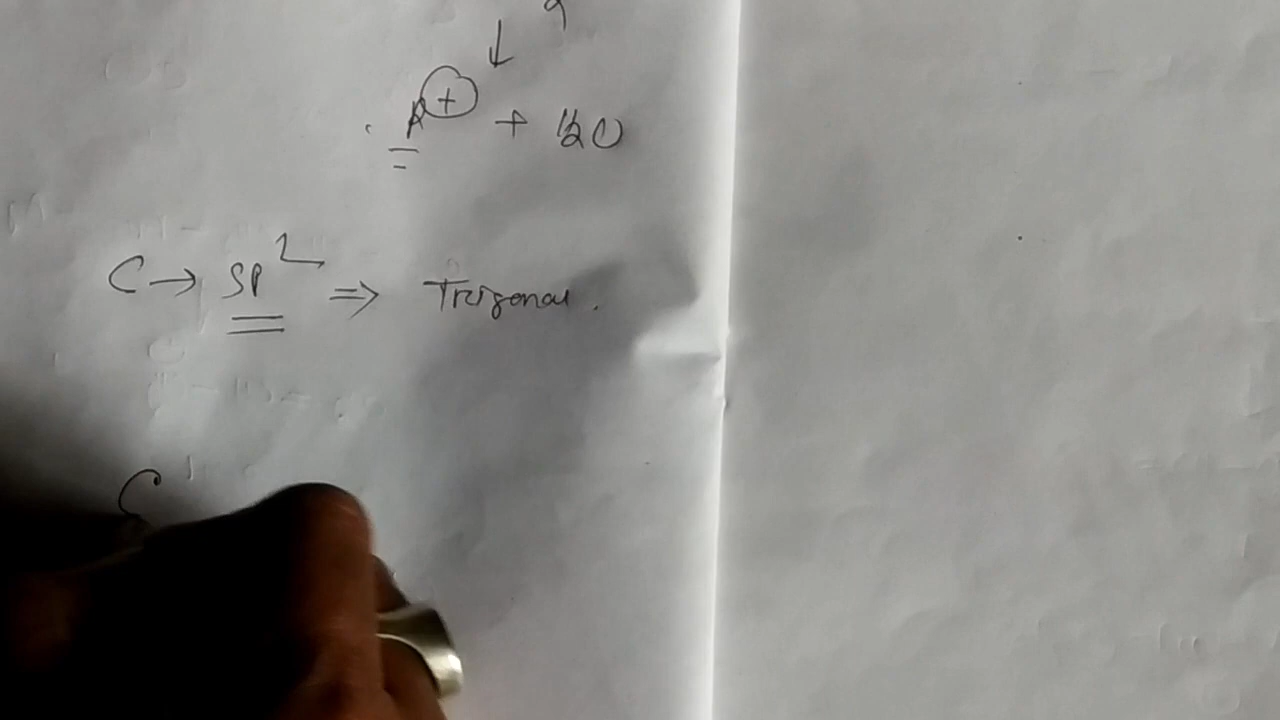 ↓
R⊕ + H2O
C → SP2 ⇒ Trigonal.
C